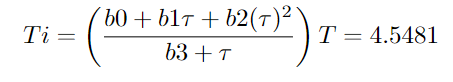 Ti = ( (b0 + b1τ + b2(τ)²) / (b3 + τ) ) T = 4.5481